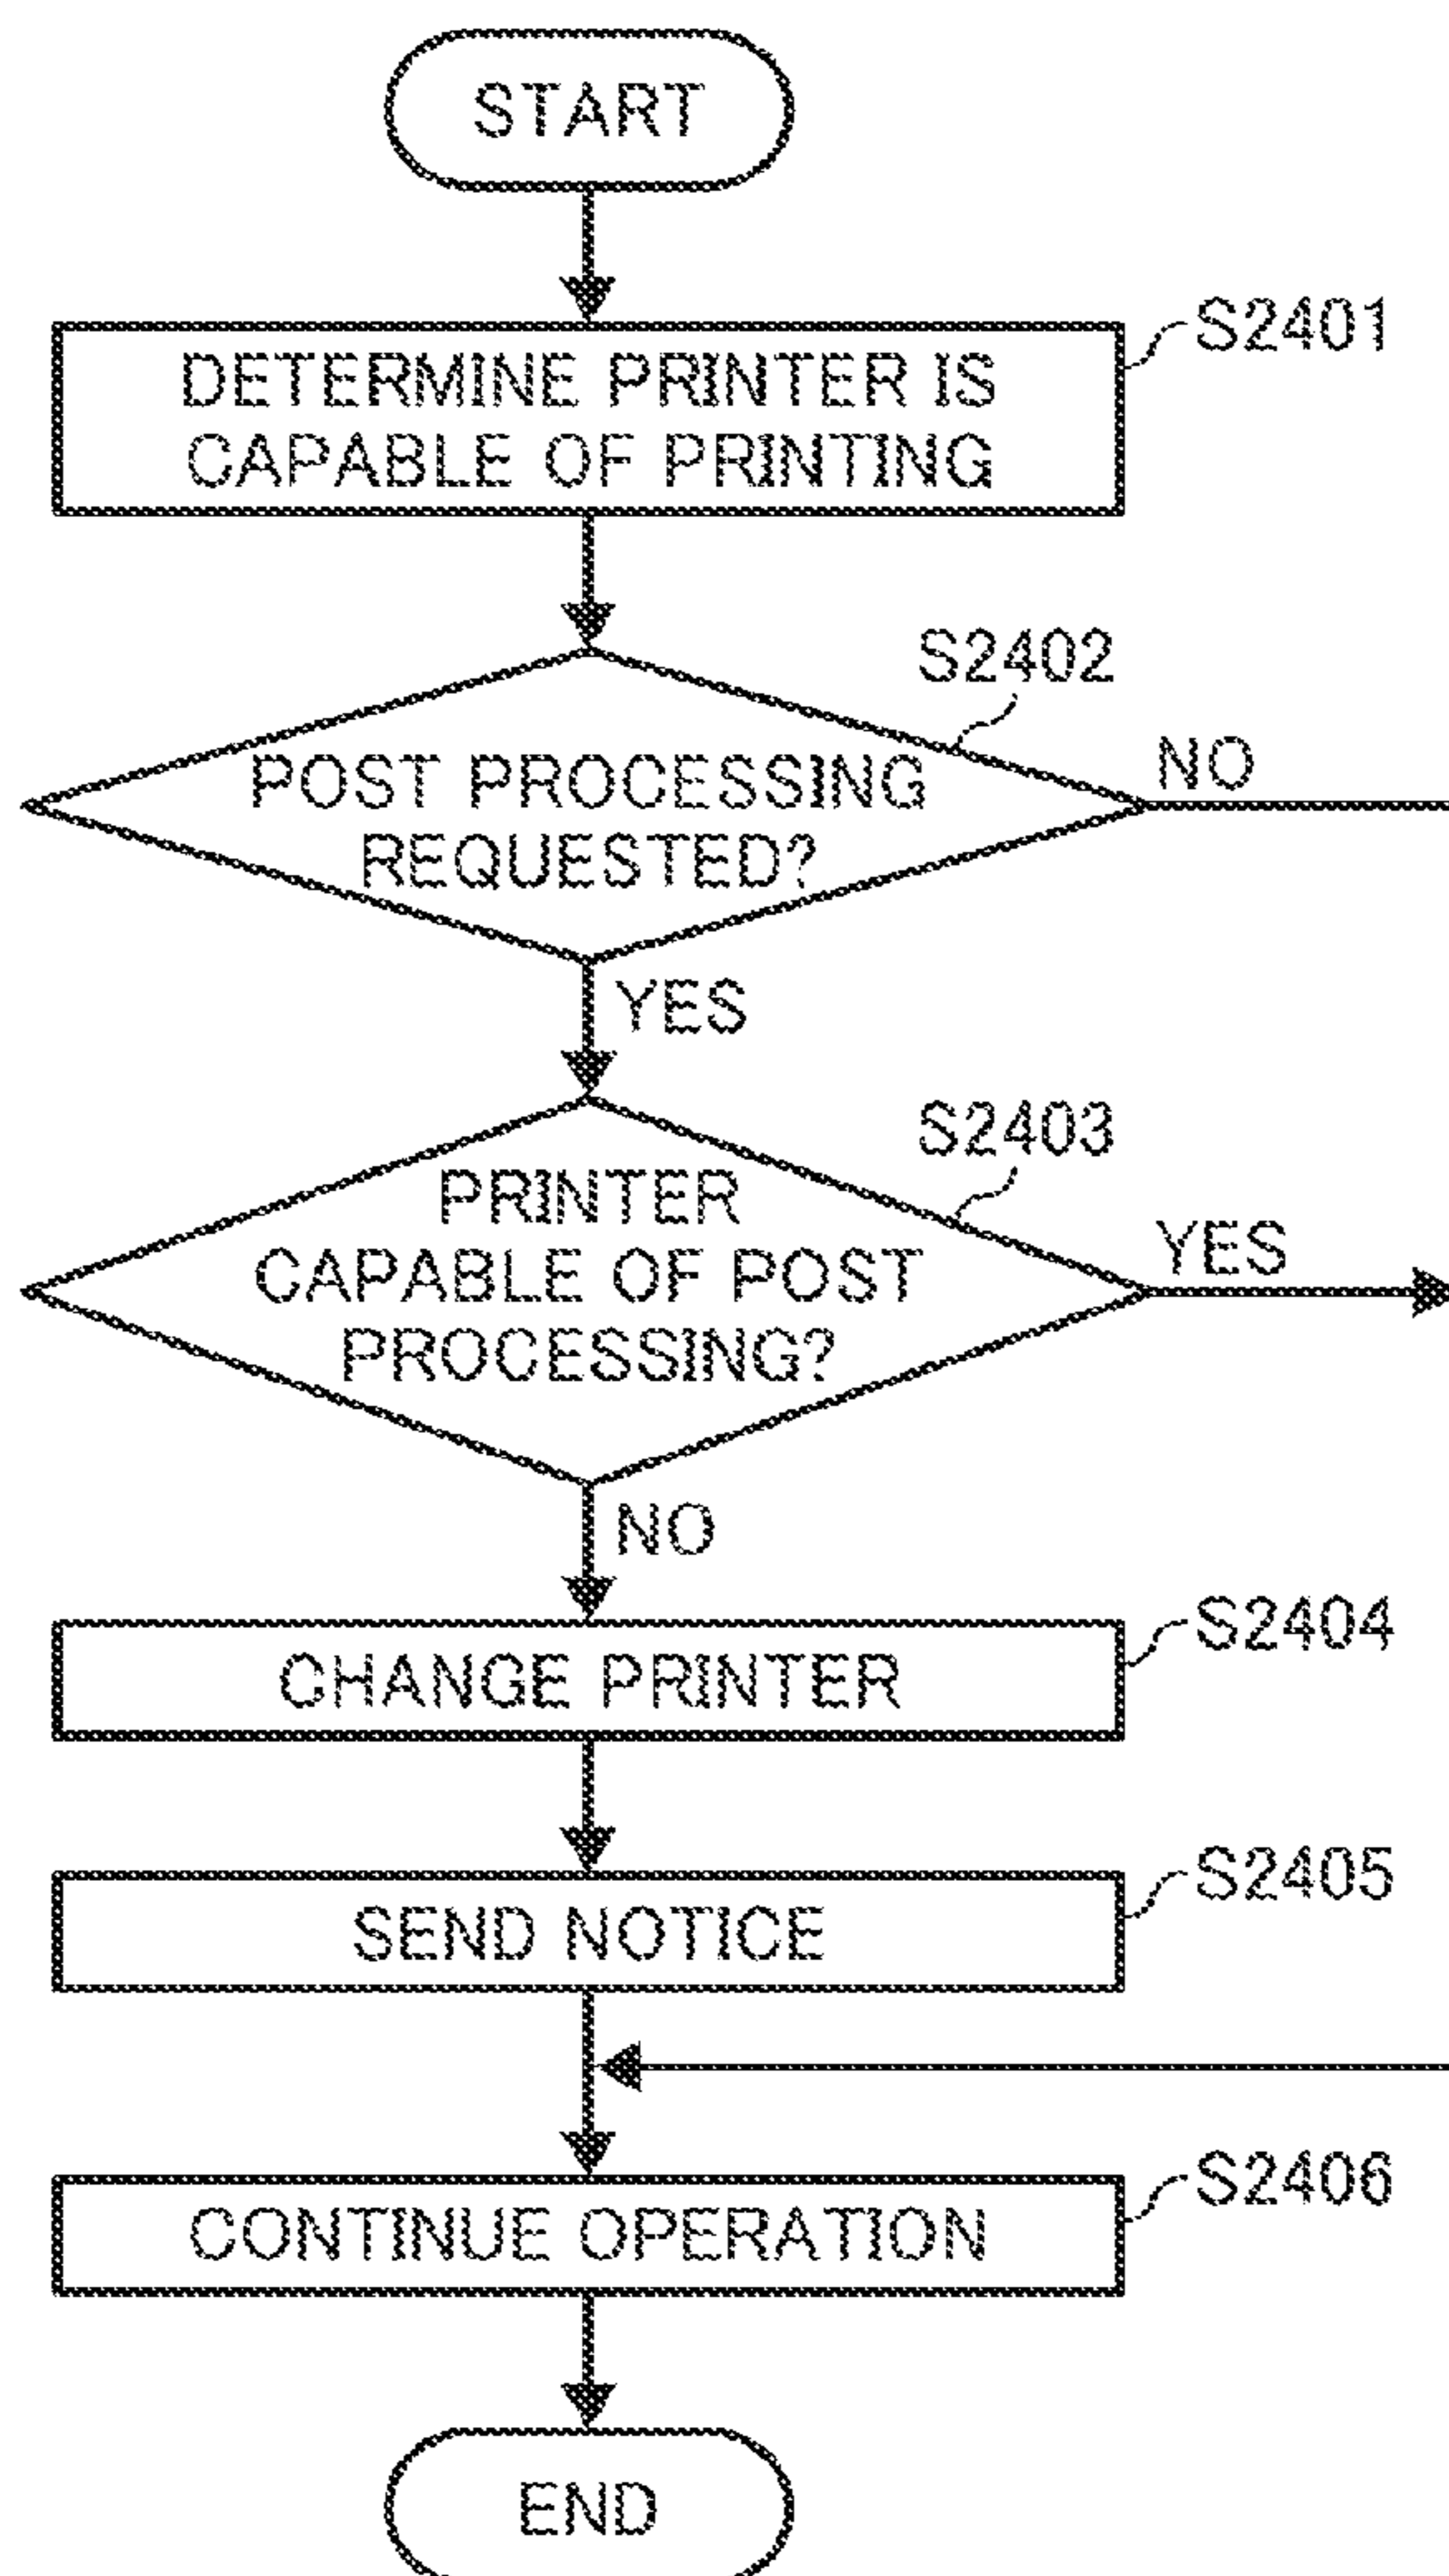 START
DETERMINE PRINTER IS
CAPABLE OF PRINTING
S2401
POST PROCESSING
REQUESTED?
S2402
NO
YES
PRINTER
CAPABLE OF POST
PROCESSING?
S2403
YES
NO
CHANGE PRINTER
S2404
SEND NOTICE
S2405
CONTINUE OPERATION
S2406
END